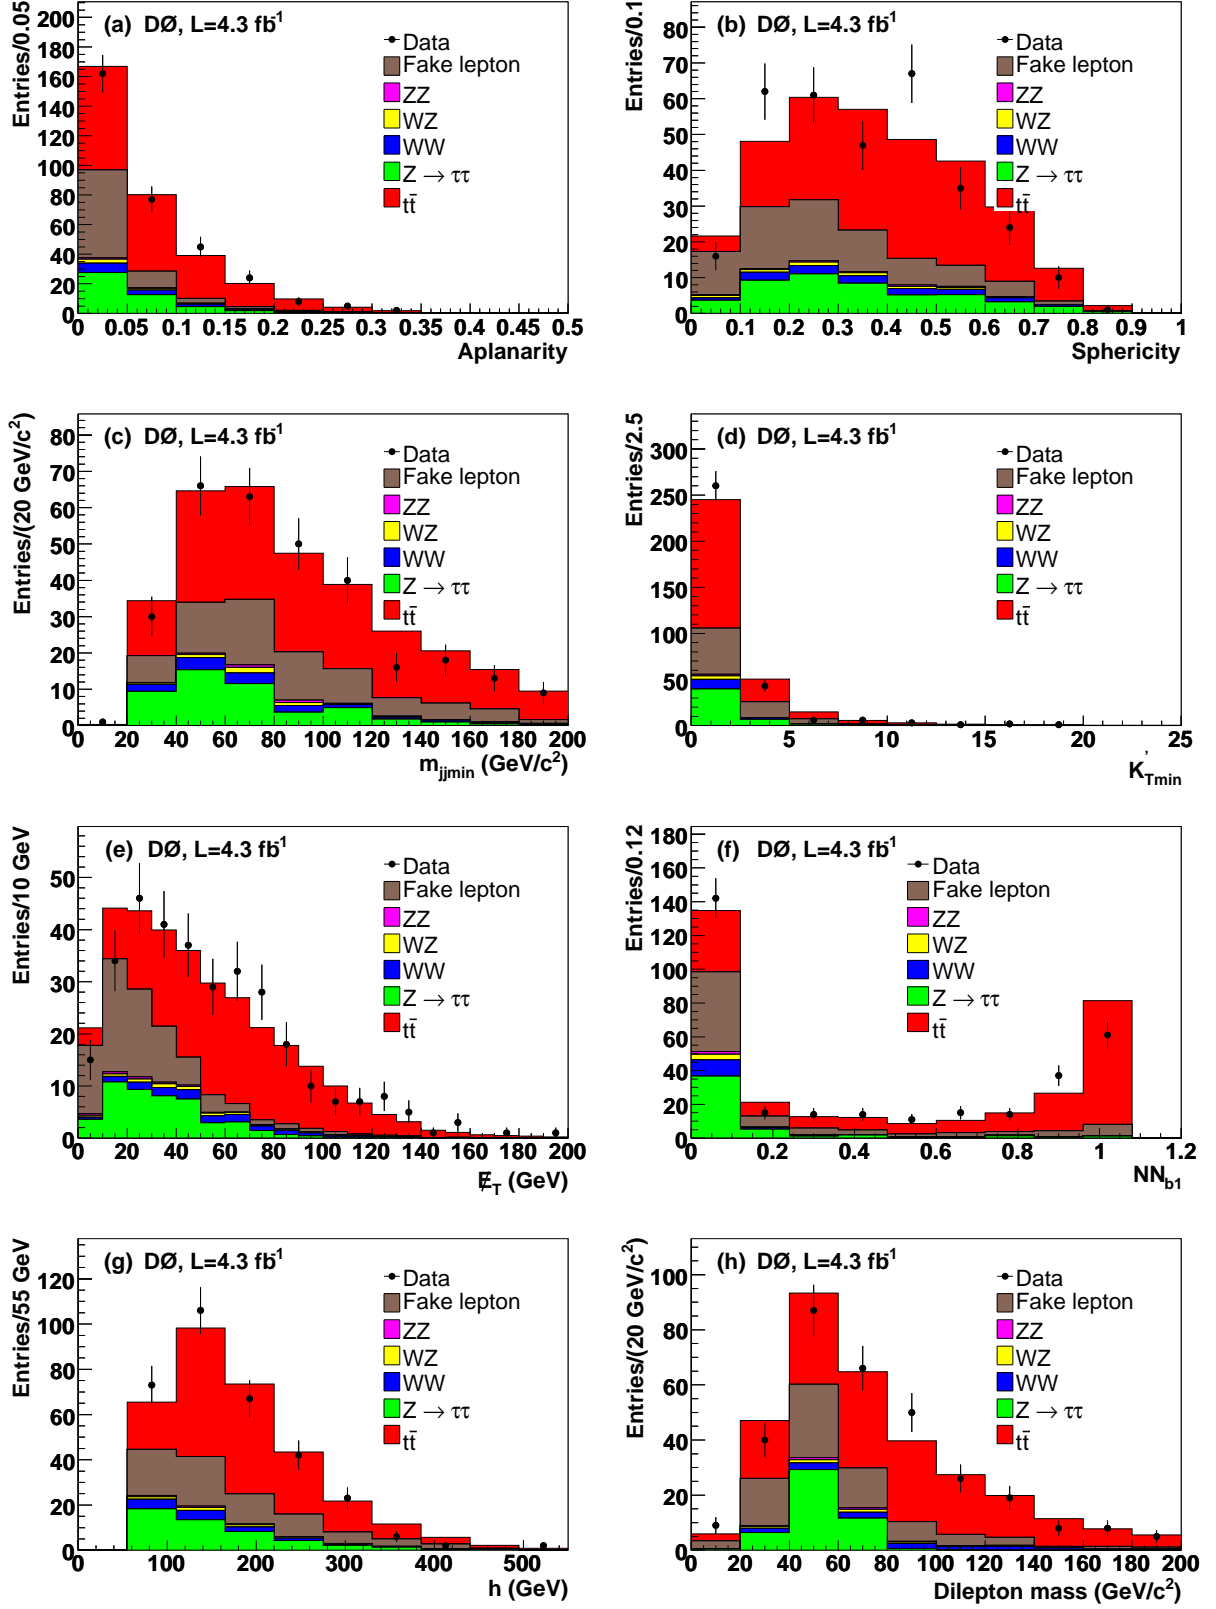 (a) DØ, L=4.3 fb⁻¹
Entries/0.05
Data
Fake lepton
ZZ
WZ
WW
Z → ττ
tt̄
0 20 40 60 80 100 120 140 160 180 200
0 0.05 0.1 0.15 0.2 0.25 0.3 0.35 0.4 0.45 0.5
Aplanarity
(b) DØ, L=4.3 fb⁻¹
Entries/0.1
Data
Fake lepton
ZZ
WZ
WW
Z → ττ
tt̄
0 10 20 30 40 50 60 70 80
0 0.1 0.2 0.3 0.4 0.5 0.6 0.7 0.8 0.9 1
Sphericity
(c) DØ, L=4.3 fb⁻¹
Entries/(20 GeV/c²)
Data
Fake lepton
ZZ
WZ
WW
Z → ττ
tt̄
0 10 20 30 40 50 60 70 80
0 20 40 60 80 100 120 140 160 180 200
m_jjmin (GeV/c²)
(d) DØ, L=4.3 fb⁻¹
Entries/2.5
Data
Fake lepton
ZZ
WZ
WW
Z → ττ
tt̄
0 50 100 150 200 250 300
0 5 10 15 20 25
K'_Tmin
(e) DØ, L=4.3 fb⁻¹
Entries/10 GeV
Data
Fake lepton
ZZ
WZ
WW
Z → ττ
tt̄
0 10 20 30 40 50
0 20 40 60 80 100 120 140 160 180 200
E̸_T (GeV)
(f) DØ, L=4.3 fb⁻¹
Entries/0.12
Data
Fake lepton
ZZ
WZ
WW
Z → ττ
tt̄
0 20 40 60 80 100 120 140 160 180
0 0.2 0.4 0.6 0.8 1 1.2
NN_b1
(g) DØ, L=4.3 fb⁻¹
Entries/55 GeV
Data
Fake lepton
ZZ
WZ
WW
Z → ττ
tt̄
0 20 40 60 80 100 120
0 100 200 300 400 500
h (GeV)
(h) DØ, L=4.3 fb⁻¹
Entries/(20 GeV/c²)
Data
Fake lepton
ZZ
WZ
WW
Z → ττ
tt̄
0 20 40 60 80 100
0 20 40 60 80 100 120 140 160 180 200
Dilepton mass (GeV/c²)